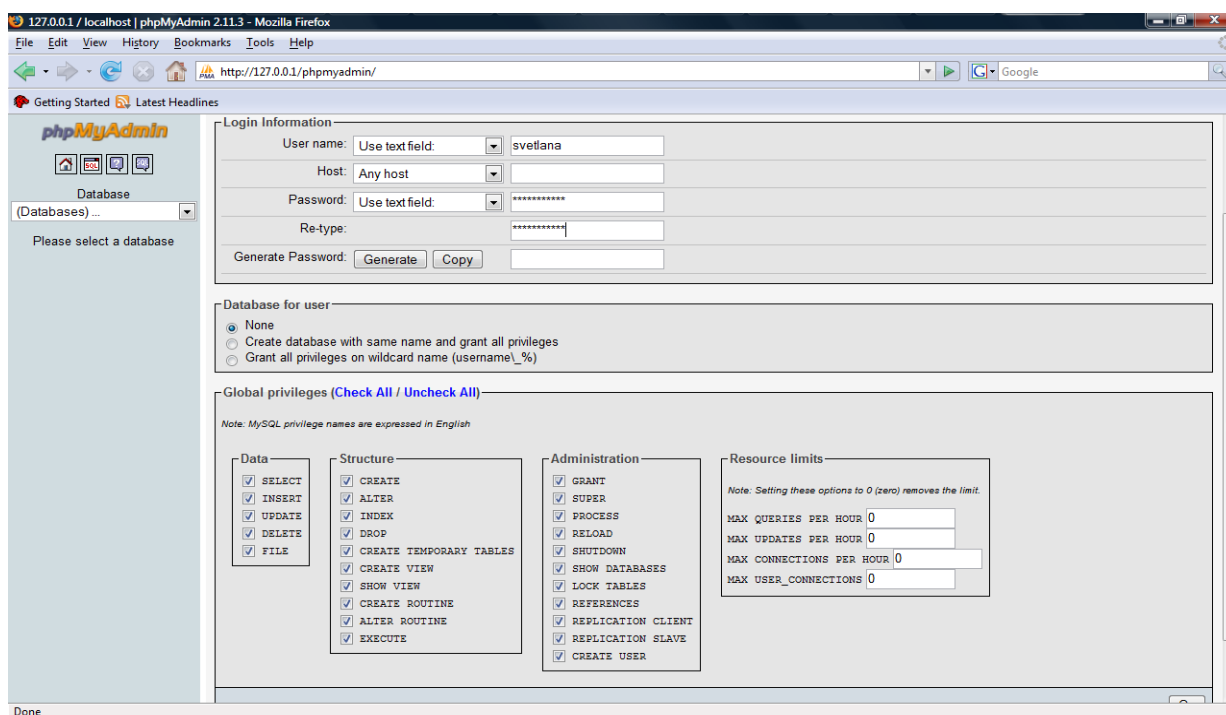 127.0.0.1 / localhost | phpMyAdmin 2.11.3 - Mozilla Firefox
File Edit View History Bookmarks Tools Help
PMA http://127.0.0.1/phpmyadmin/ G Google
Getting Started Latest Headlines
phpMyAdmin
SQL
Database
(Databases) ...
Please select a database
Login Information
User name: Use text field: svetlana
Host: Any host
Password: Use text field: ***********
Re-type: ***********
Generate Password: Generate Copy
Database for user
None
Create database with same name and grant all privileges
Grant all privileges on wildcard name (username\_%)
Global privileges (Check All / Uncheck All)
Note: MySQL privilege names are expressed in English
Data
SELECT
INSERT
UPDATE
DELETE
FILE
Structure
CREATE
ALTER
INDEX
DROP
CREATE TEMPORARY TABLES
CREATE VIEW
SHOW VIEW
CREATE ROUTINE
ALTER ROUTINE
EXECUTE
Administration
GRANT
SUPER
PROCESS
RELOAD
SHUTDOWN
SHOW DATABASES
LOCK TABLES
REFERENCES
REPLICATION CLIENT
REPLICATION SLAVE
CREATE USER
Resource limits
Note: Setting these options to 0 (zero) removes the limit.
MAX QUERIES PER HOUR 0
MAX UPDATES PER HOUR 0
MAX CONNECTIONS PER HOUR 0
MAX USER_CONNECTIONS 0
Done